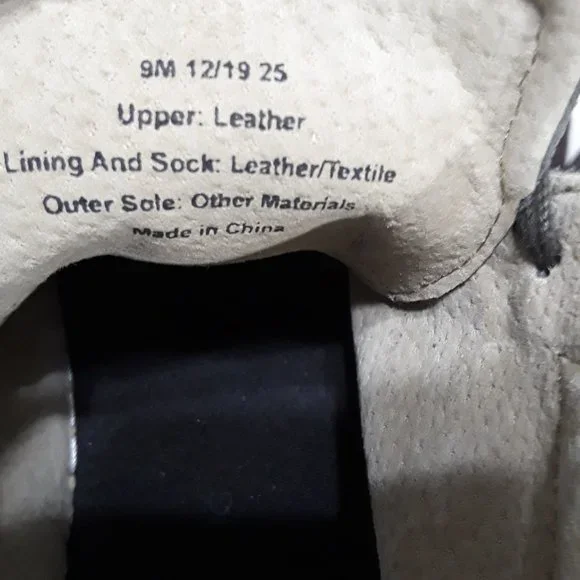 9M 12/19 25
Upper: Leather
Lining And Sock: Leather/Textile
Outer Sole: Other Materials
Made in China